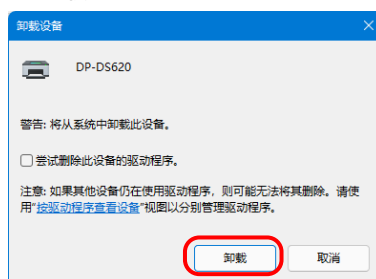 卸载设备
DP-DS620
警告: 将从系统中卸载此设备。
尝试删除此设备的驱动程序。
注意: 如果其他设备仍在使用驱动程序，则可能无法将其删除。请使
用“按驱动程序查看设备”视图以分别管理驱动程序。
卸载
取消